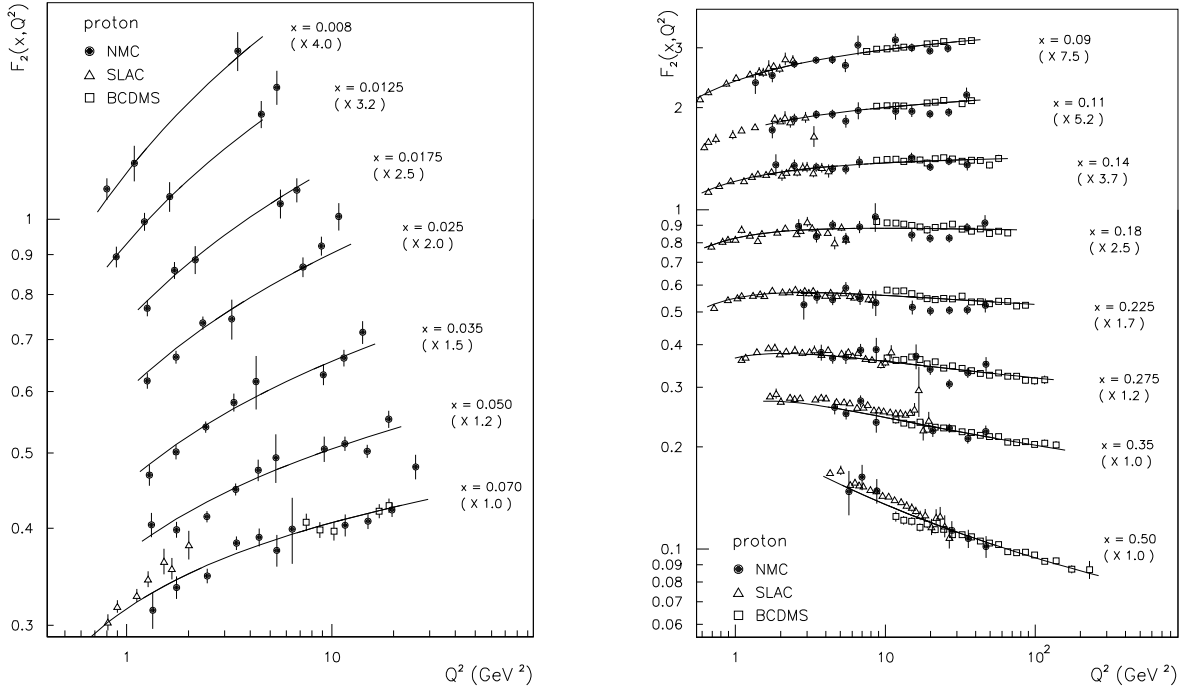 F₂(x,Q²)
proton
NMC
SLAC
BCDMS
x = 0.008
( X 4.0 )
x = 0.0125
( X 3.2 )
x = 0.0175
( X 2.5 )
x = 0.025
( X 2.0 )
x = 0.035
( X 1.5 )
x = 0.050
( X 1.2 )
x = 0.070
( X 1.0 )
1
0.9
0.8
0.7
0.6
0.5
0.4
0.3
1
10
Q² (GeV²)
F₂(x,Q²)
x = 0.09
( X 7.5 )
x = 0.11
( X 5.2 )
x = 0.14
( X 3.7 )
x = 0.18
( X 2.5 )
x = 0.225
( X 1.7 )
x = 0.275
( X 1.2 )
x = 0.35
( X 1.0 )
x = 0.50
( X 1.0 )
proton
NMC
SLAC
BCDMS
3
2
1
0.9
0.8
0.7
0.6
0.5
0.4
0.3
0.2
0.1
0.09
0.08
0.07
0.06
1
10
10²
Q² (GeV²)